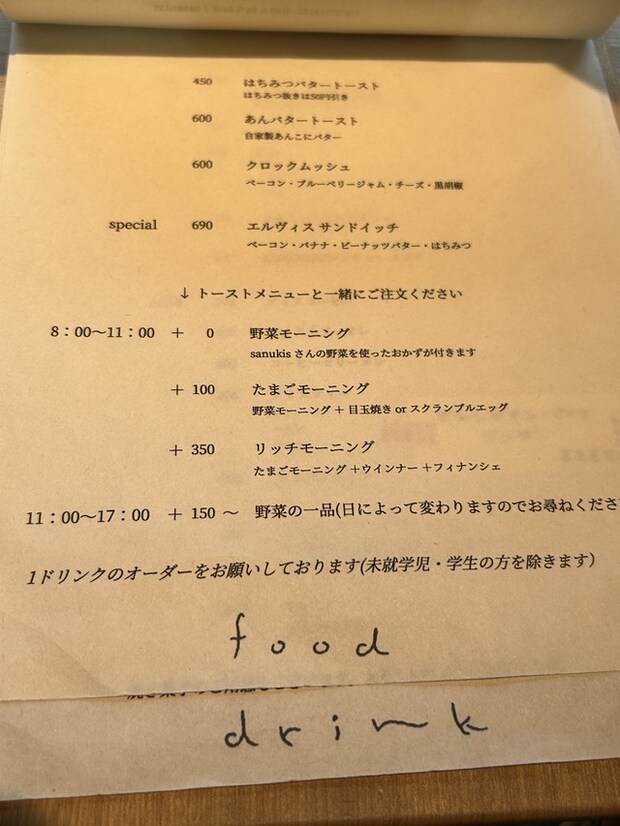 450 はちみつバタートースト
はちみつ抜きは50円引き
600 あんバタートースト
自家製あんこにバター
600 クロックムッシュ
ベーコン・ブルーベリージャム・チーズ・黒胡椒
special 690 エルヴィス サンドイッチ
ベーコン・バナナ・ピーナッツバター・はちみつ
↓ トーストメニューと一緒にご注文ください
8：00〜11：00 ＋ 0 野菜モーニング
sanukis さんの野菜を使ったおかずが付きます
＋ 100 たまごモーニング
野菜モーニング ＋ 目玉焼き or スクランブルエッグ
＋ 350 リッチモーニング
たまごモーニング ＋ウインナー ＋フィナンシェ
11：00〜17：00 ＋ 150 〜 野菜の一品(日によって変わりますのでお尋ねくださ
1ドリンクのオーダーをお願いしております(未就学児・学生の方を除きます）
food
drink